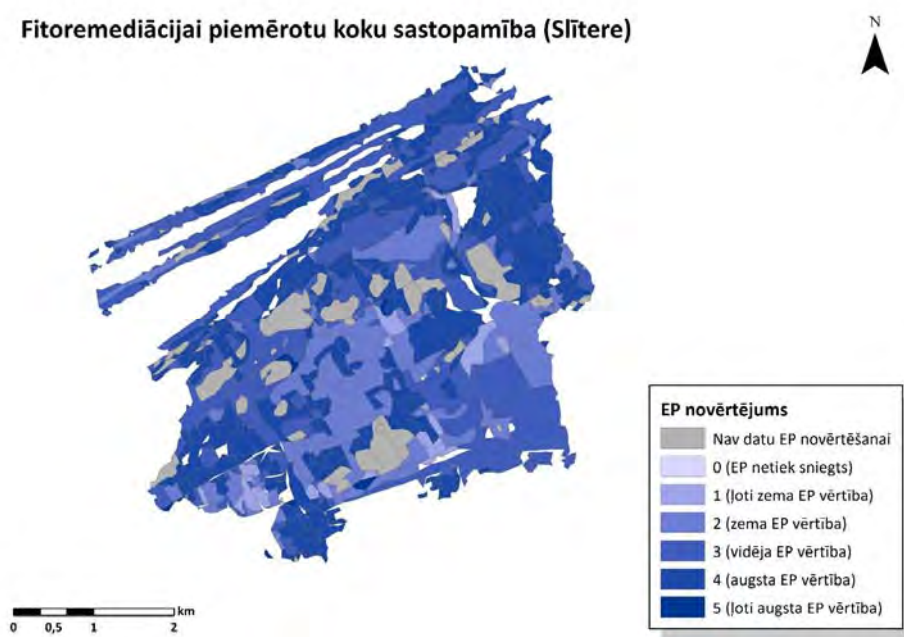 Fitoremediācijai piemērotu koku sastopamība (Slītere)
N
EP novērtējums
Nav datu EP novērtēšanai
0 (EP netiek sniegts)
1 (ļoti zema EP vērtība)
2 (zema EP vērtība)
3 (vidēja EP vērtība)
4 (augsta EP vērtība)
5 (ļoti augsta EP vērtība)
km
0 0,5 1 2